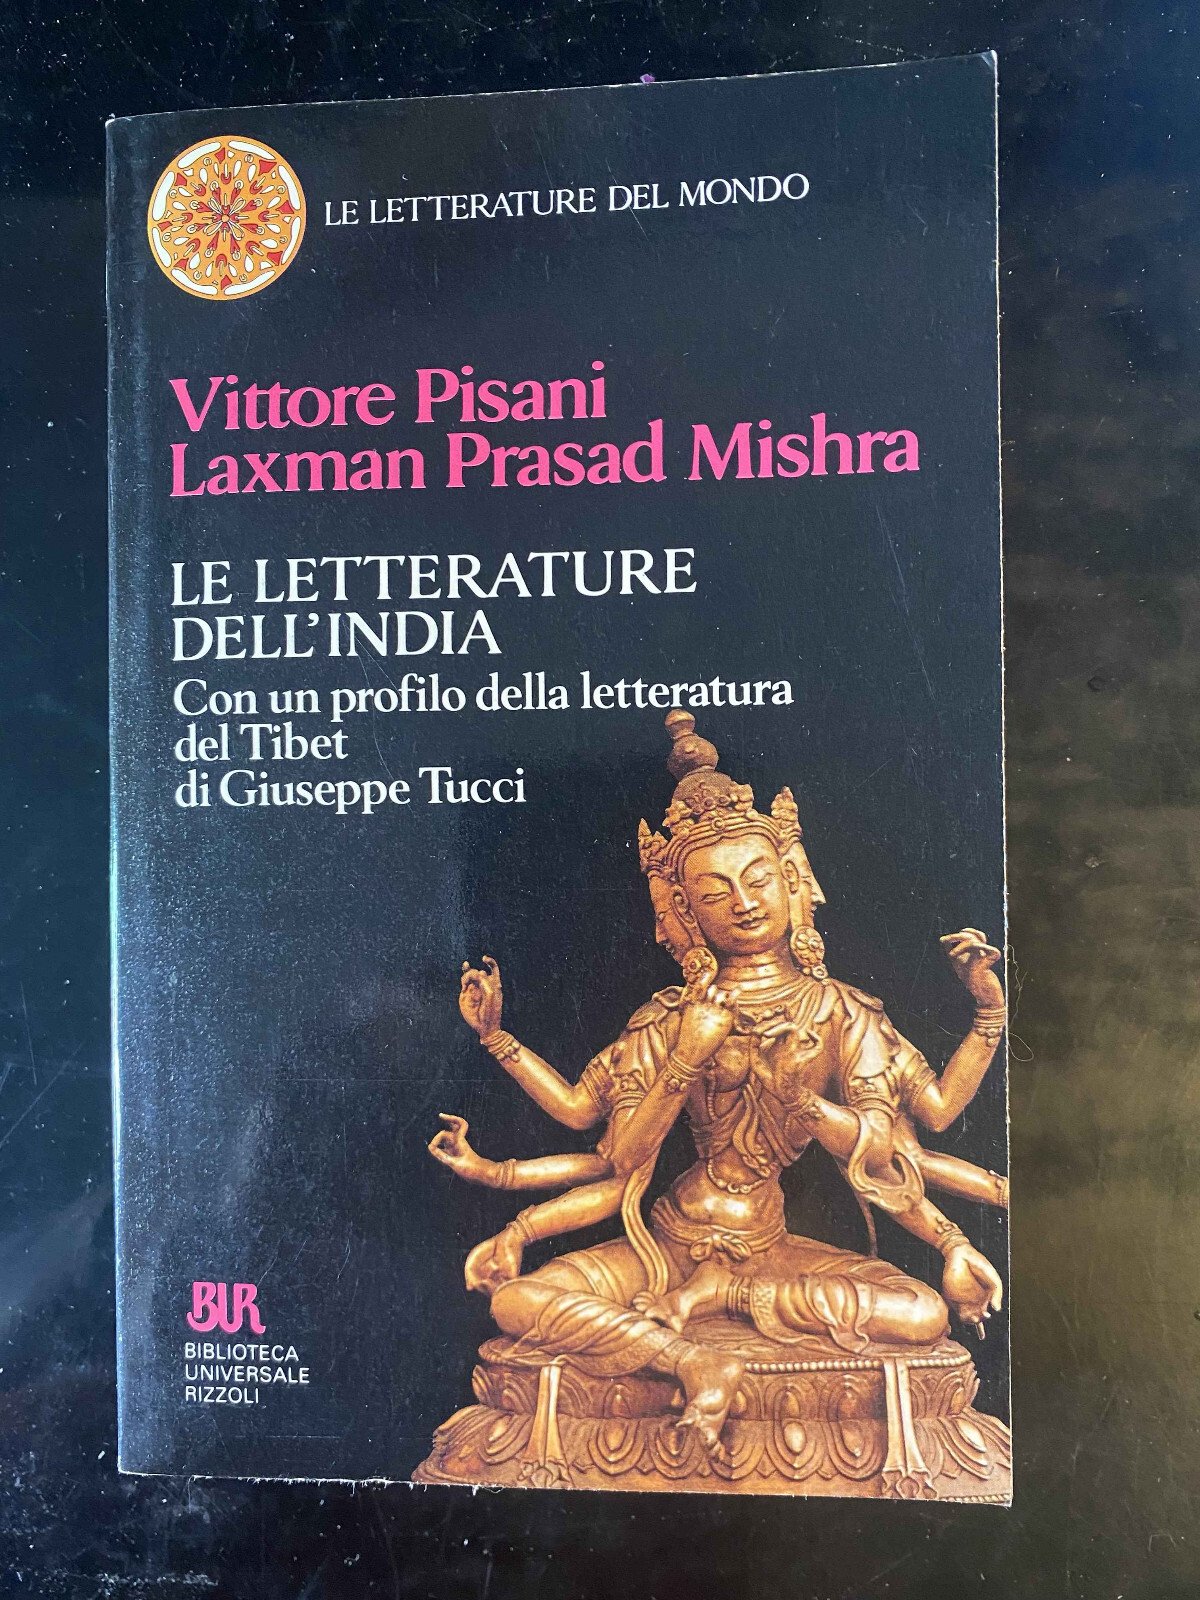 LE LETTERATURE DEL MONDO
Vittore Pisani
Laxman Prasad Mishra
LE LETTERATURE
DELL'INDIA
Con un profilo della letteratura
del Tibet
di Giuseppe Tucci
BUR
BIBLIOTECA
UNIVERSALE
RIZZOLI